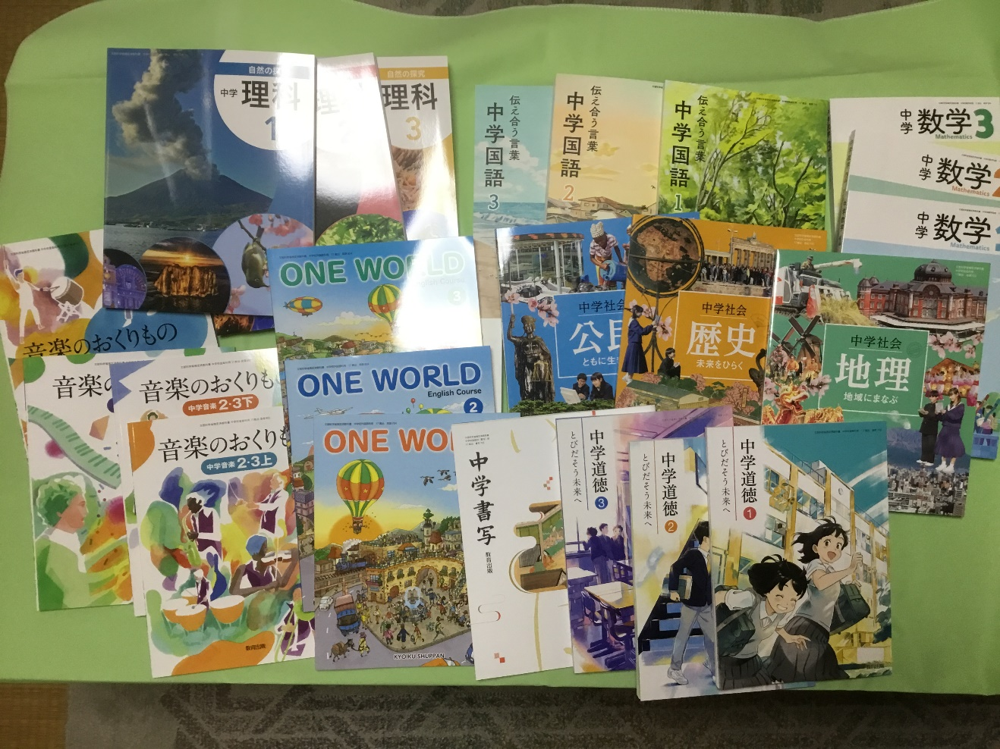 自然の探究
中学
理科
1
理
自然の探究
理科
3
伝え合う言葉
中学国語
3
伝え合う言葉
中学国語
2
伝え合う言葉
中学国語
1
中学
数学3
Mathematics
中学
数学2
Mathematics
中学
数学
Mathematics
音楽のおくりもの
音楽の
音楽のおくりも
中学音楽2・3下
音楽のおくりも
中学音楽2・3上
教育出版
ONE WORLD
English Course
3
ONE WORLD
English Course
2
ONE WO
KYOIKU SHUPPAN
中学社会
公民
ともに生
中学社会
歴史
未来をひらく
中学社会
地理
地域にまなぶ
中学書写
教育出版
中学道徳3
とびだそう未来へ
中学道徳2
とびだそう未来へ
中学道徳1
とびだそう未来へ